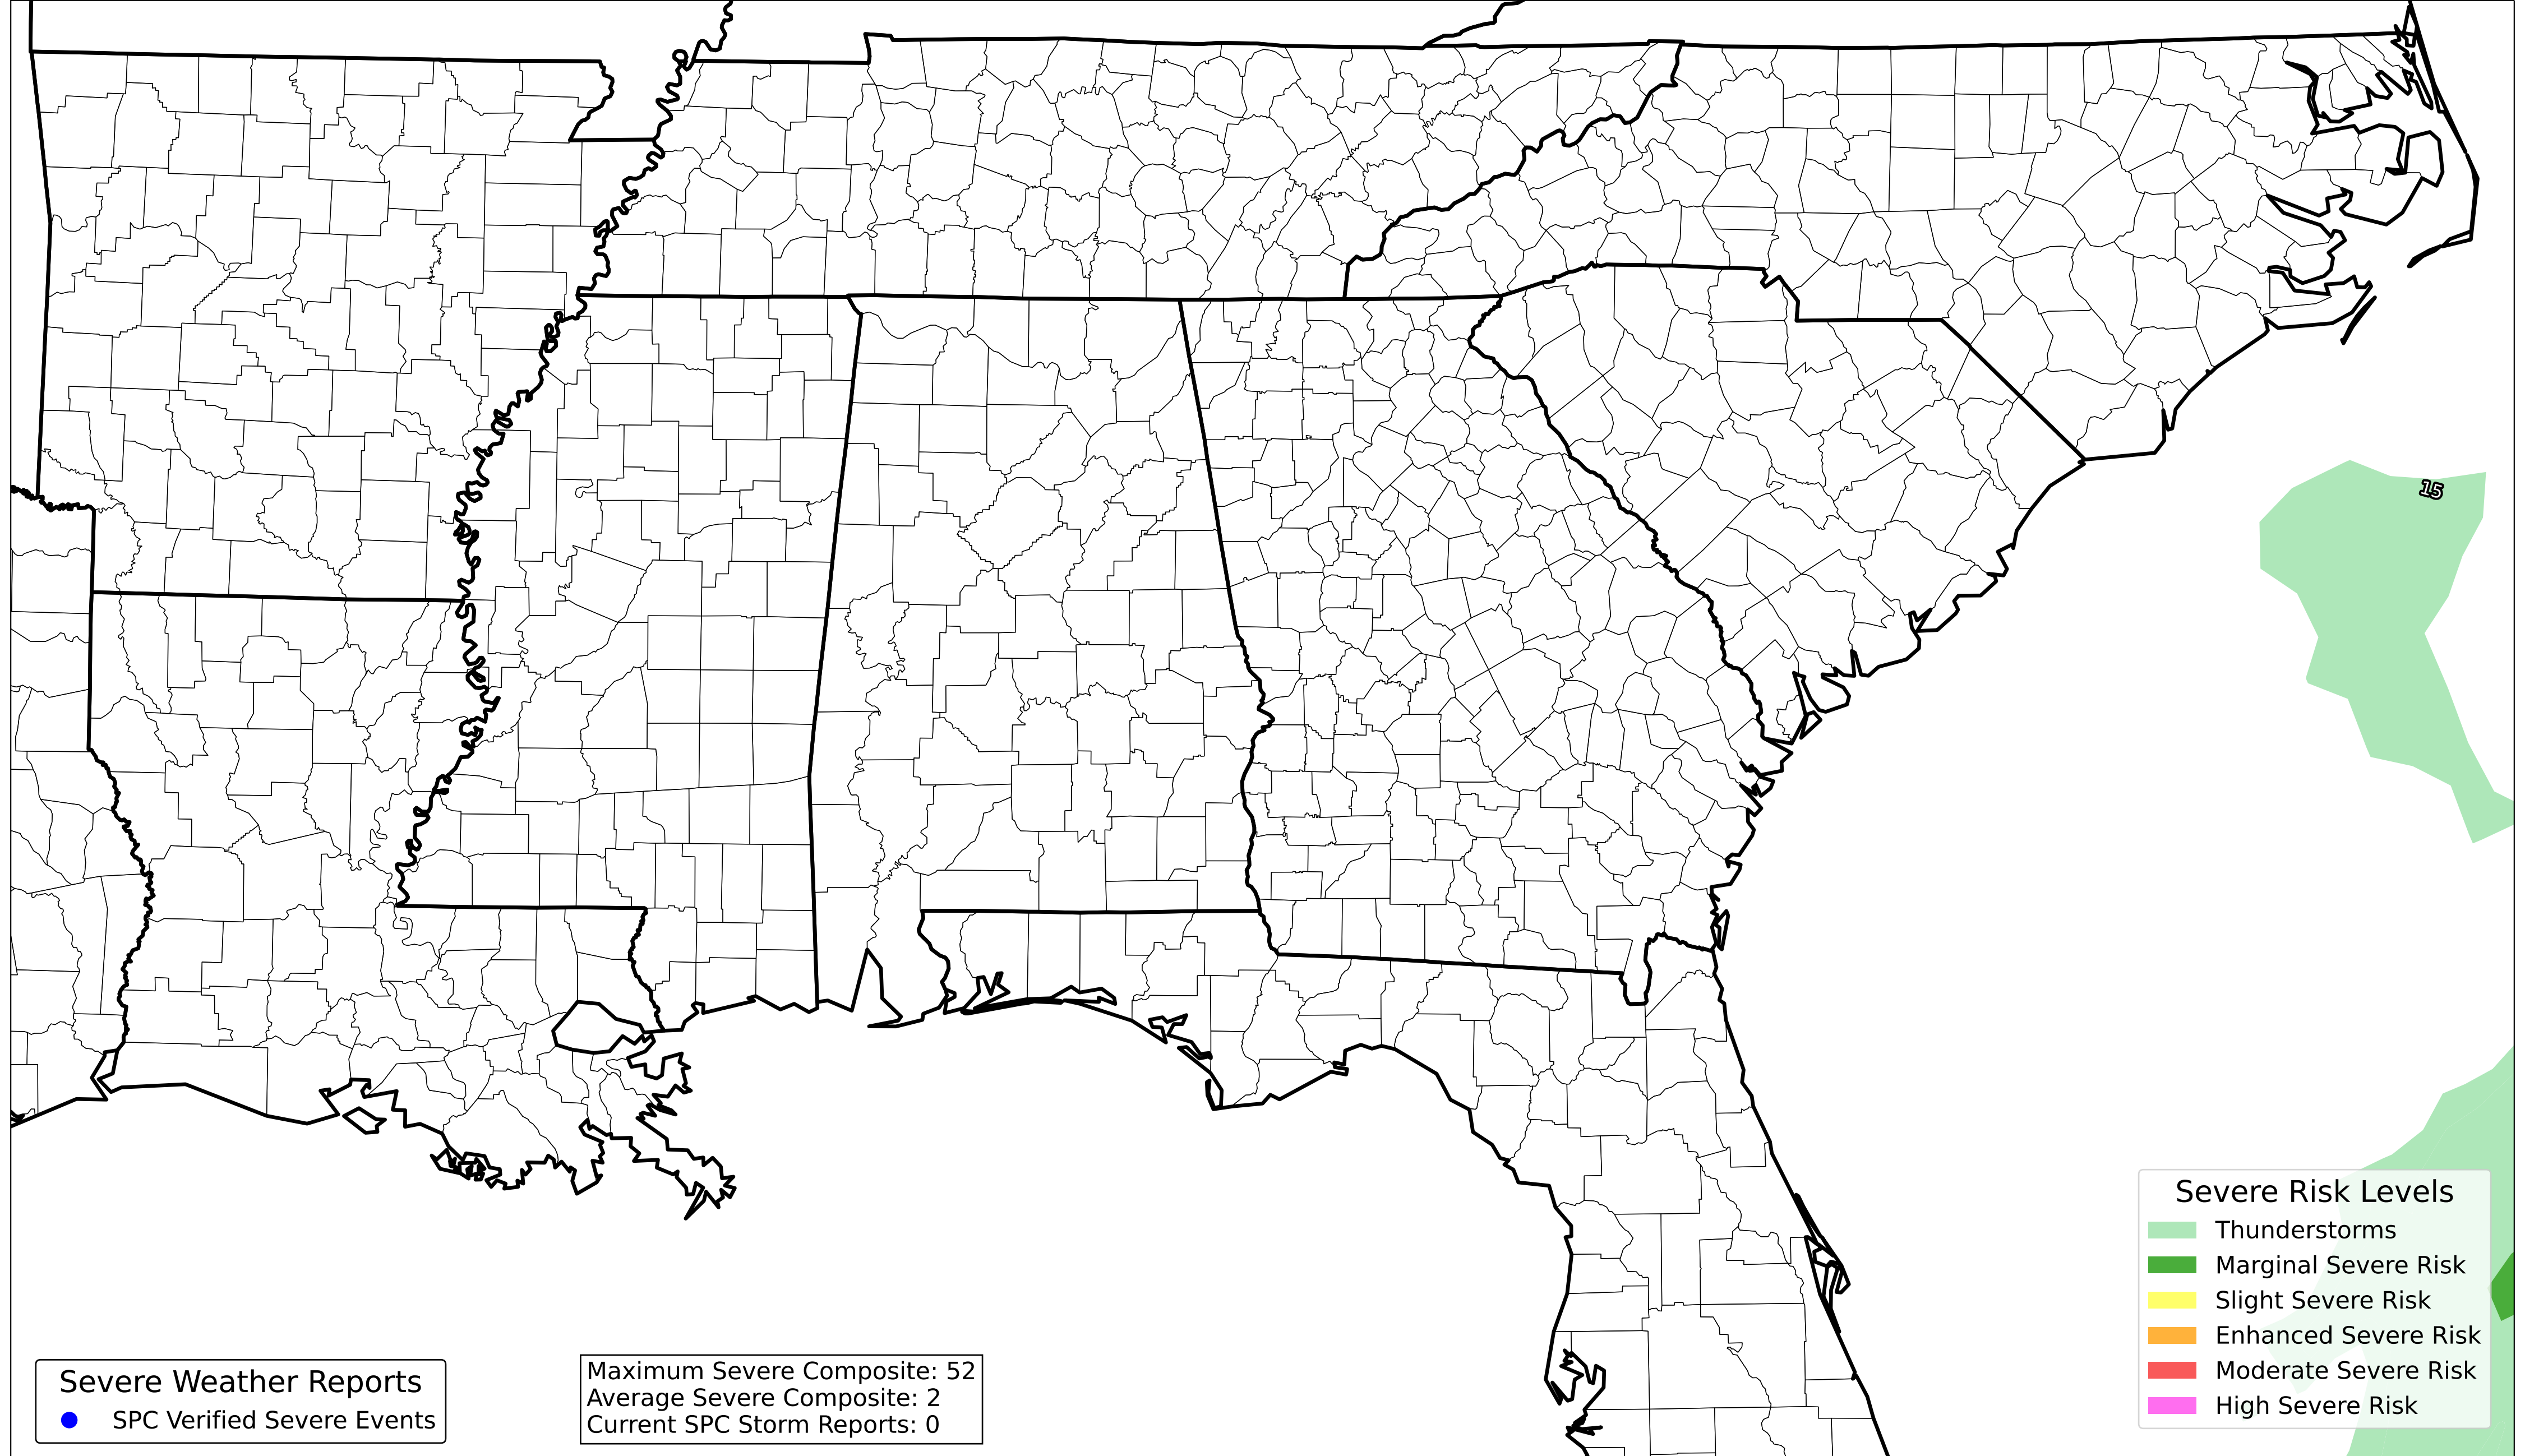 15
Severe Risk Levels
Thunderstorms
Marginal Severe Risk
Slight Severe Risk
Enhanced Severe Risk
Moderate Severe Risk
High Severe Risk
Severe Weather Reports
SPC Verified Severe Events
Maximum Severe Composite: 52
Average Severe Composite: 2
Current SPC Storm Reports: 0